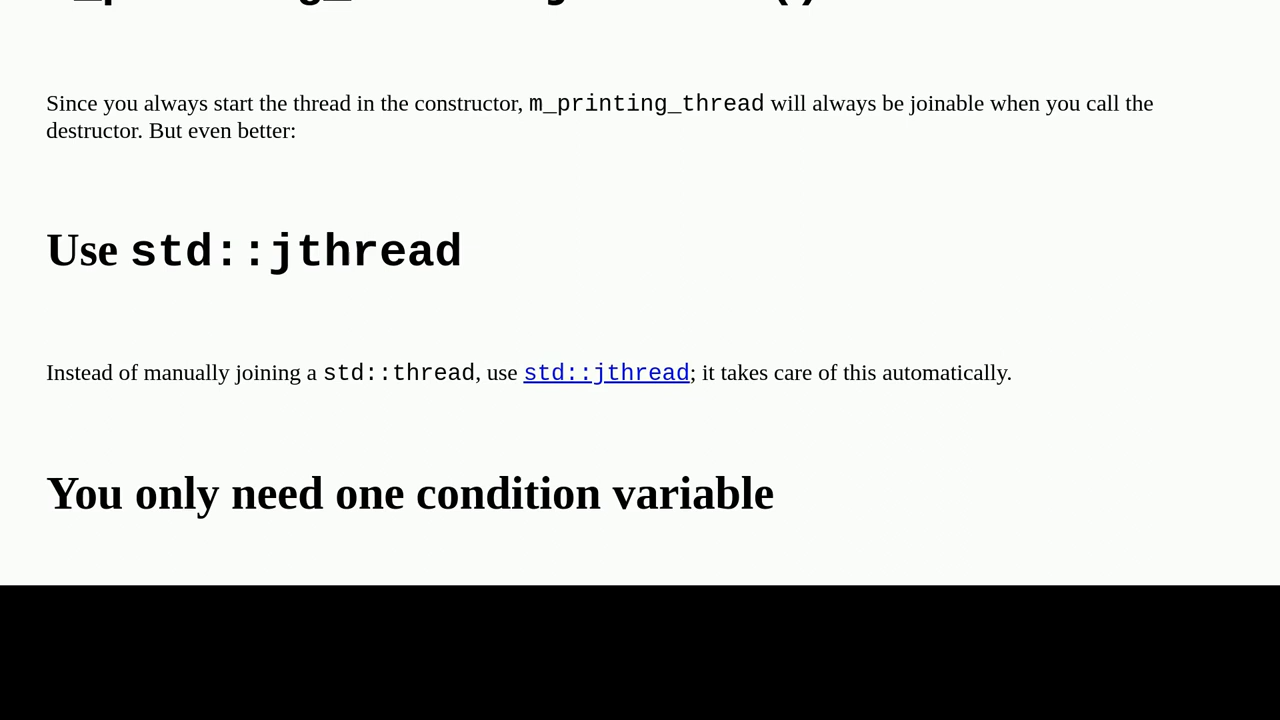 Since you always start the thread in the constructor, m_printing_thread will always be joinable when you call the
destructor. But even better:
Use std::jthread
Instead of manually joining a std::thread, use std::jthread; it takes care of this automatically.
You only need one condition variable